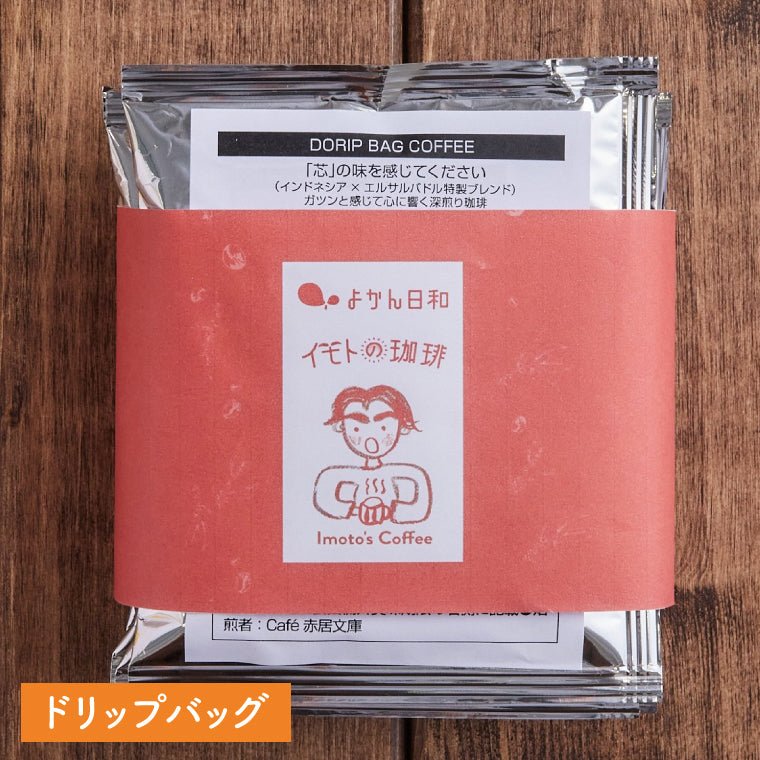 DORIP BAG COFFEE
「芯」の味を感じてください
(インドネシア × エルサルバドル特製ブレンド)
ガツンと感じて心に響く深煎り珈琲
よかん日和
イモトの珈琲
Imoto's Coffee
煎者：Café 赤居文庫
ドリップバッグ